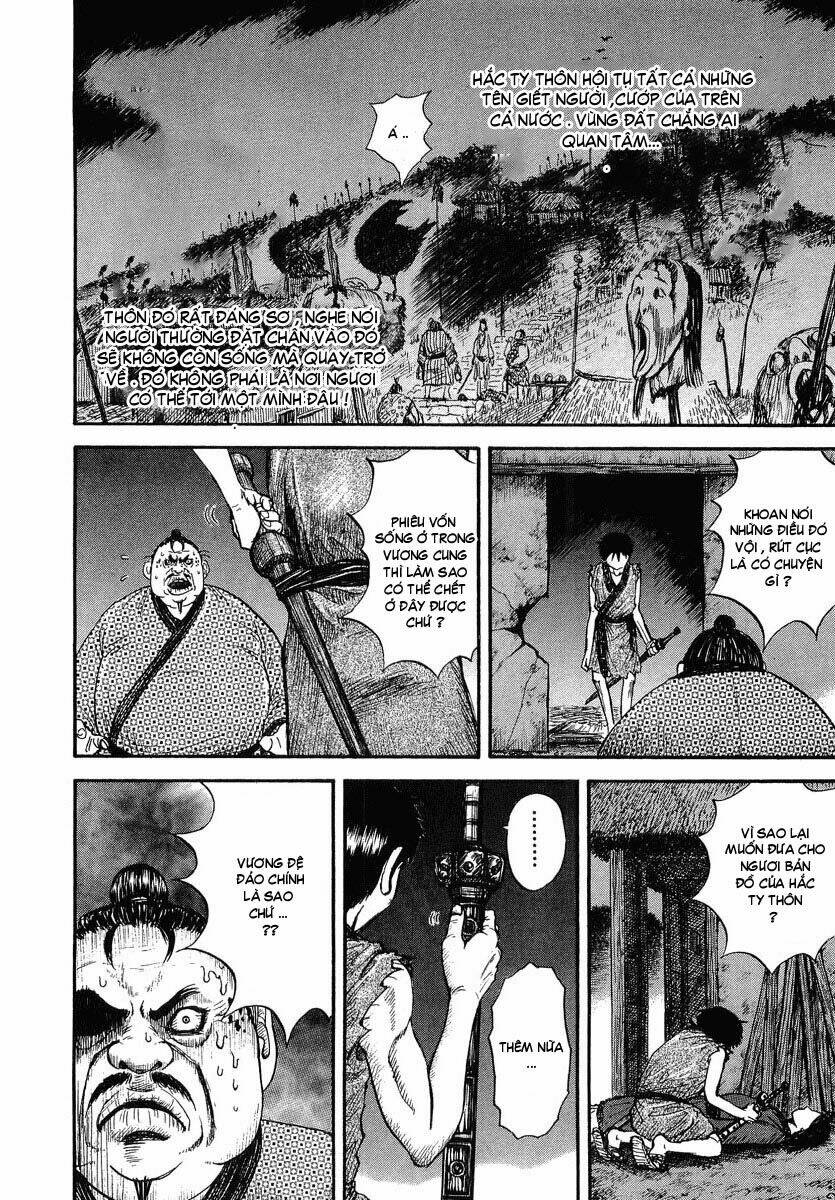 HẮC TY THÔN HỘI TỤ TẤT CẢ NHỮNG
TÊN GIẾT NGƯỜI ,CƯỚP CỦA TRÊN
CẢ NƯỚC . VÙNG ĐẤT CHẲNG AI
QUAN TÂM...
Á ..
THÔN ĐÓ RẤT ĐÁNG SỢ , NGHE NÓI
NGƯỜI THƯỜNG ĐẶT CHÂN VÀO ĐÓ
SẼ KHÔNG CÒN SỐNG MÀ QUAY TRỞ
VỀ . ĐÓ KHÔNG PHẢI LÀ NƠI NGƯƠI
CÓ THỂ TỚI MỘT MÌNH ĐÂU !
KHOAN NÓI
NHỮNG ĐIỀU ĐÓ
VỘI , RÚT CỤC
LÀ CÓ CHUYỆN
GÌ ?
PHIÊU VỐN
SỐNG Ở TRONG
VƯƠNG CUNG
THÌ LÀM SAO
CÓ THỂ CHẾT
Ở ĐÂY ĐƯỢC
CHỨ ?
VÌ SAO LẠI
MUỐN ĐƯA CHO
NGƯƠI BẢN
ĐỒ CỦA HẮC
TY THÔN
?
.......
THÊM NỮA
...
VƯƠNG ĐỆ
ĐÁO CHÍNH
LÀ SAO
CHỨ ...
??